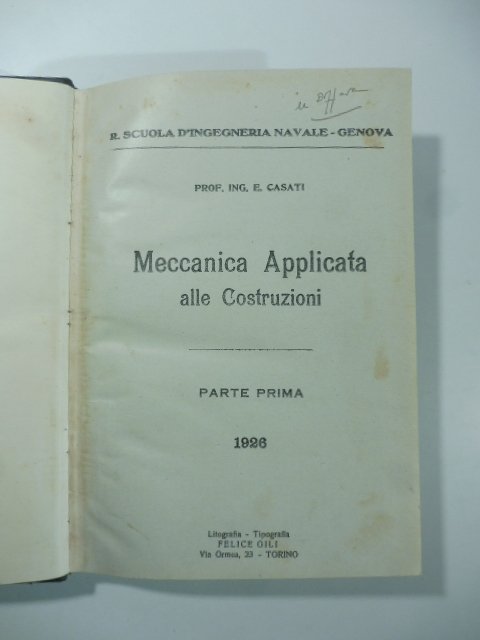 R. SCUOLA D'INGEGNERIA NAVALE - GENOVA
PROF. ING. E. CASATI
Meccanica Applicata
alle Costruzioni
PARTE PRIMA
1926
Litografia - Tipografia
FELICE GILI
Via Ormea, 23 - TORINO